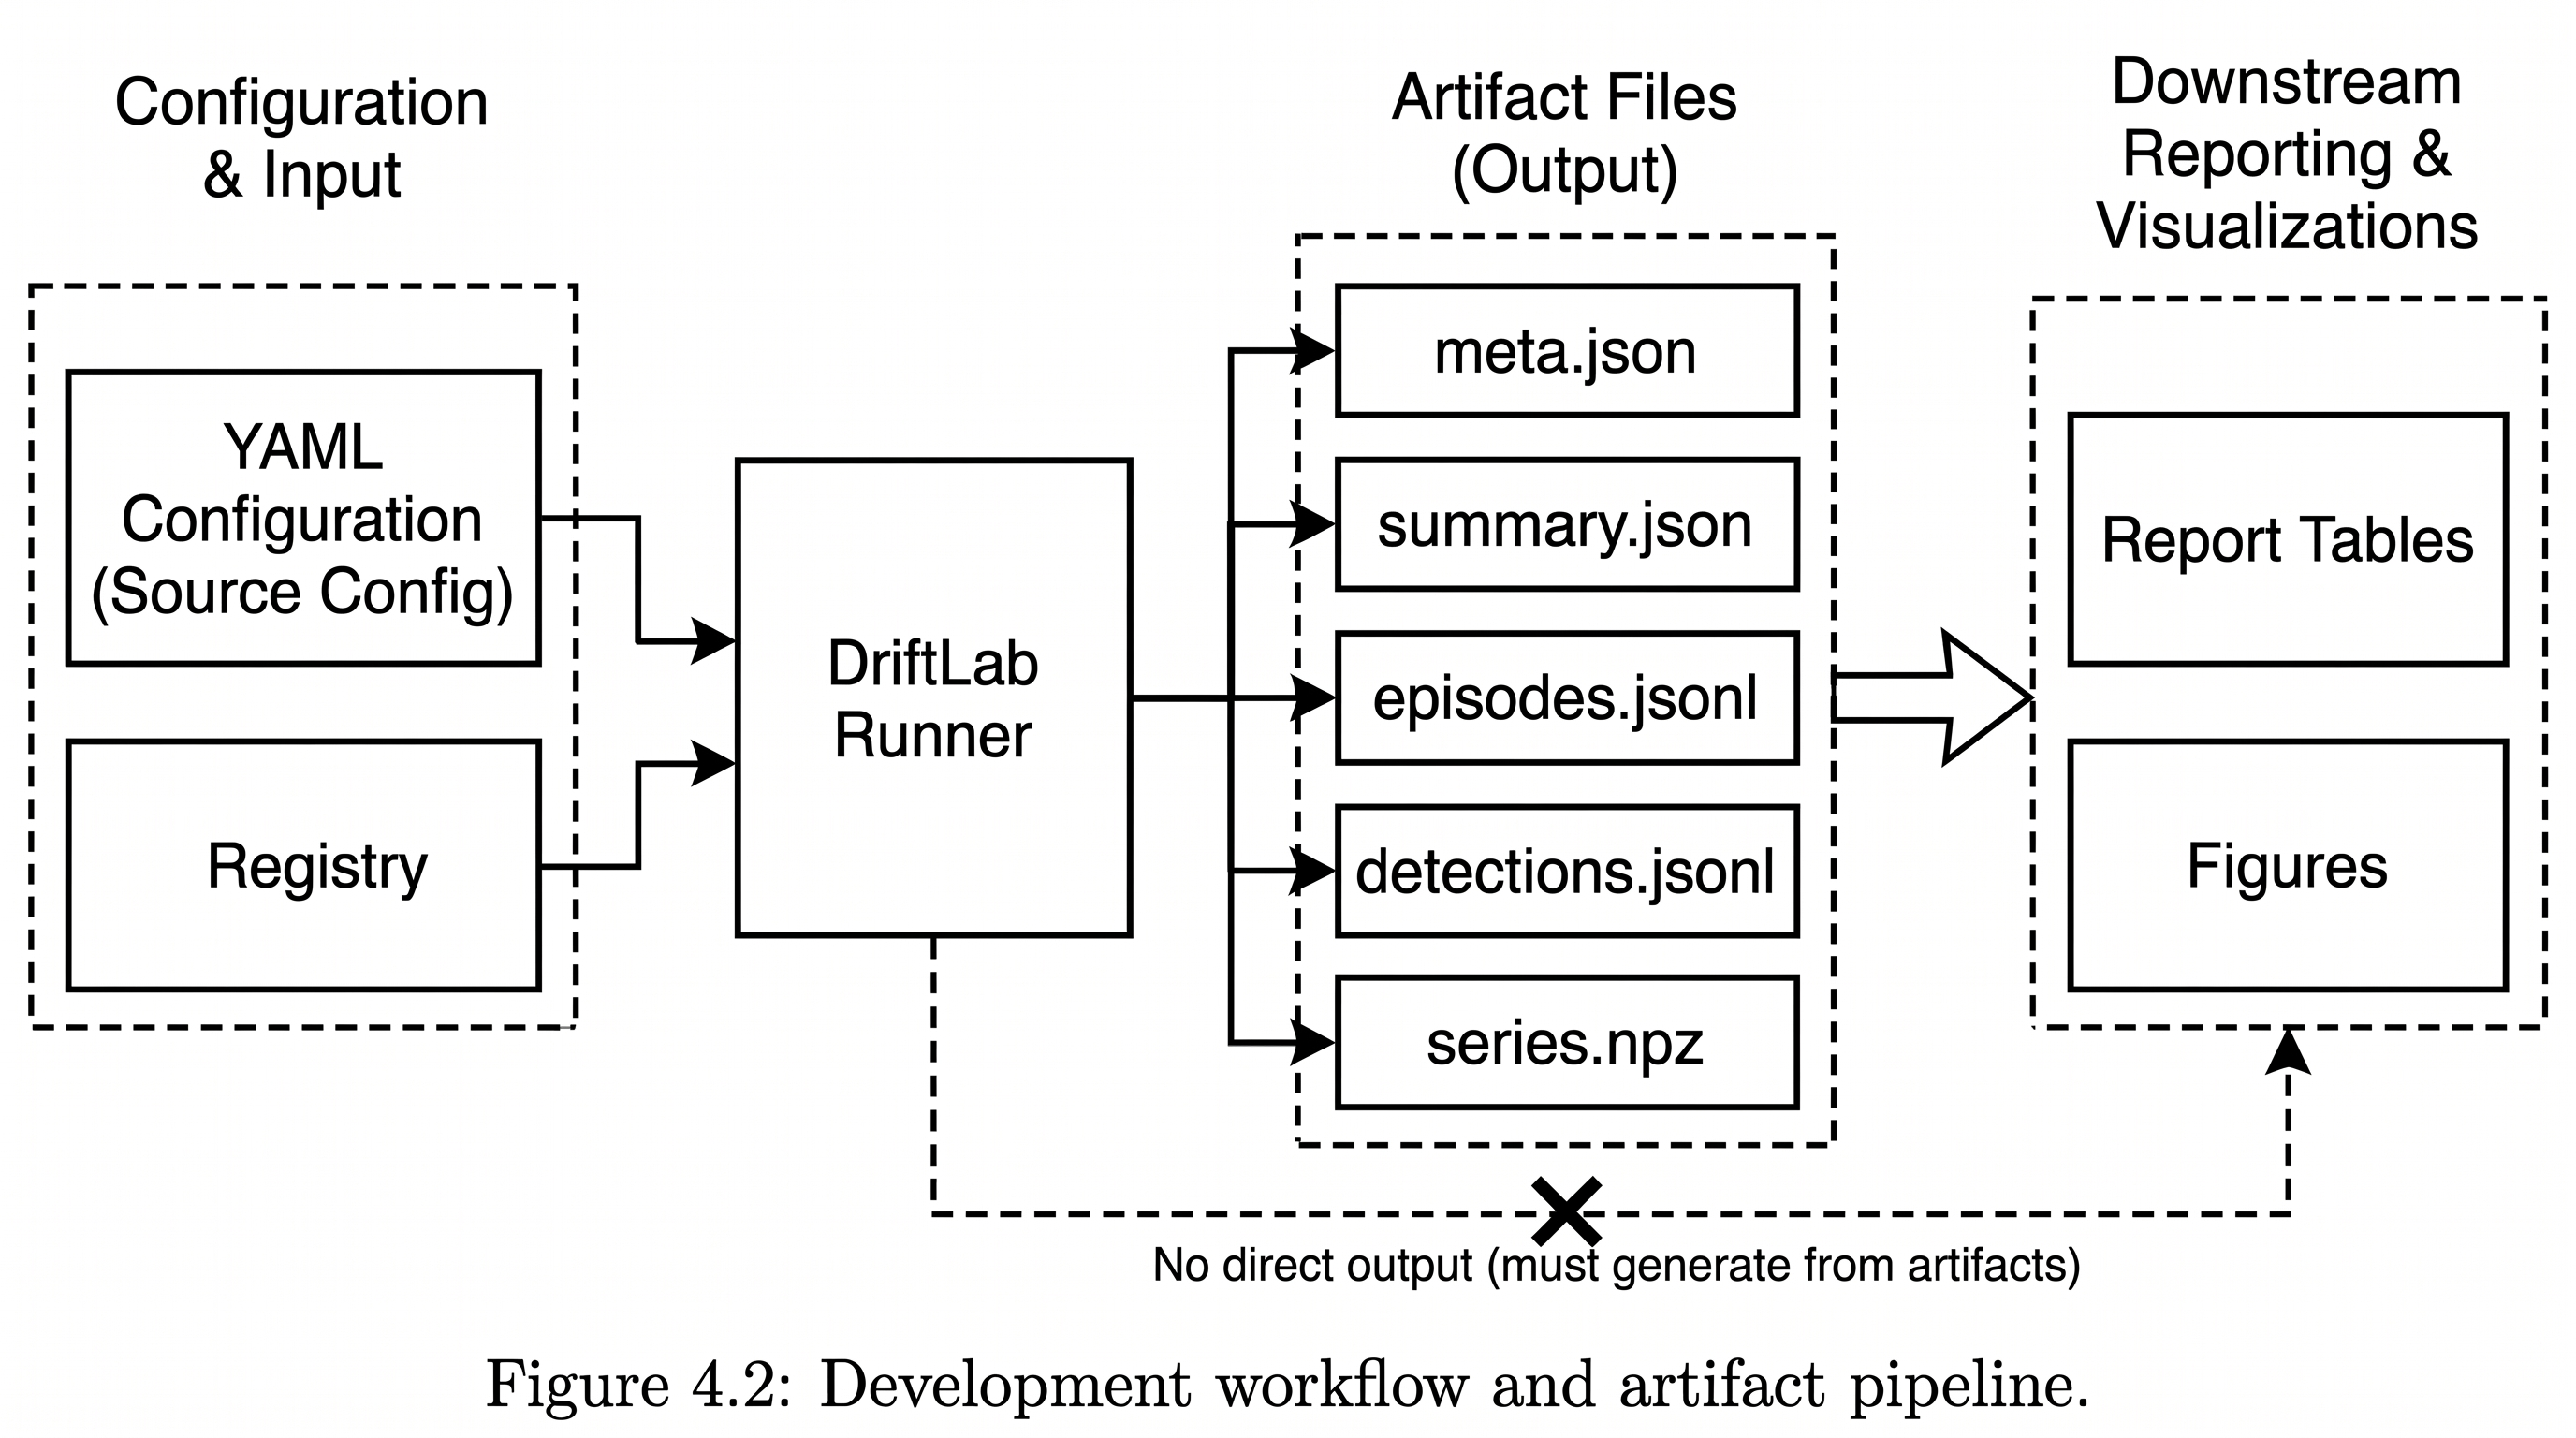 Configuration
& Input
YAML
Configuration
(Source Config)
Registry
DriftLab
Runner
Artifact Files
(Output)
meta.json
summary.json
episodes.jsonl
detections.jsonl
series.npz
Downstream
Reporting &
Visualizations
Report Tables
Figures
No direct output (must generate from artifacts)
Figure 4.2: Development workflow and artifact pipeline.